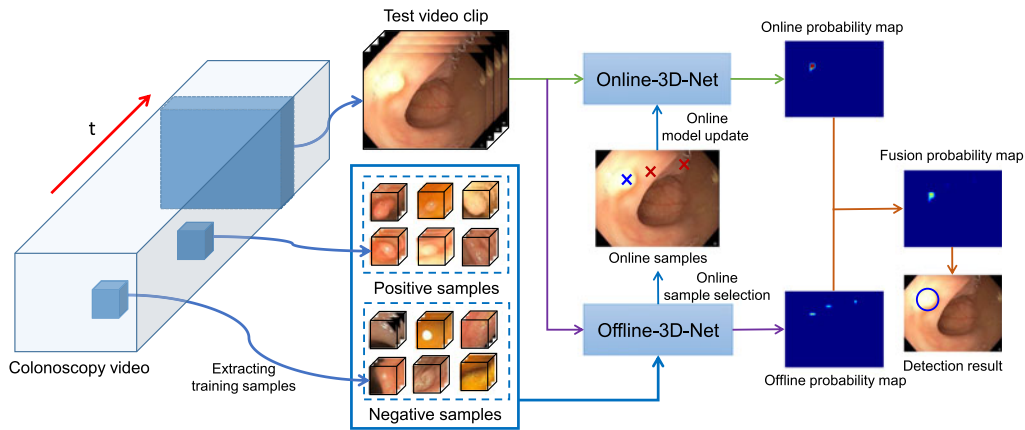 Test video clip
t
Colonoscopy video
Extracting
training samples
Positive samples
Negative samples
Online-3D-Net
Online
model update
Online samples
Online
sample selection
Offline-3D-Net
Online probability map
Fusion probability map
Offline probability map
Detection result